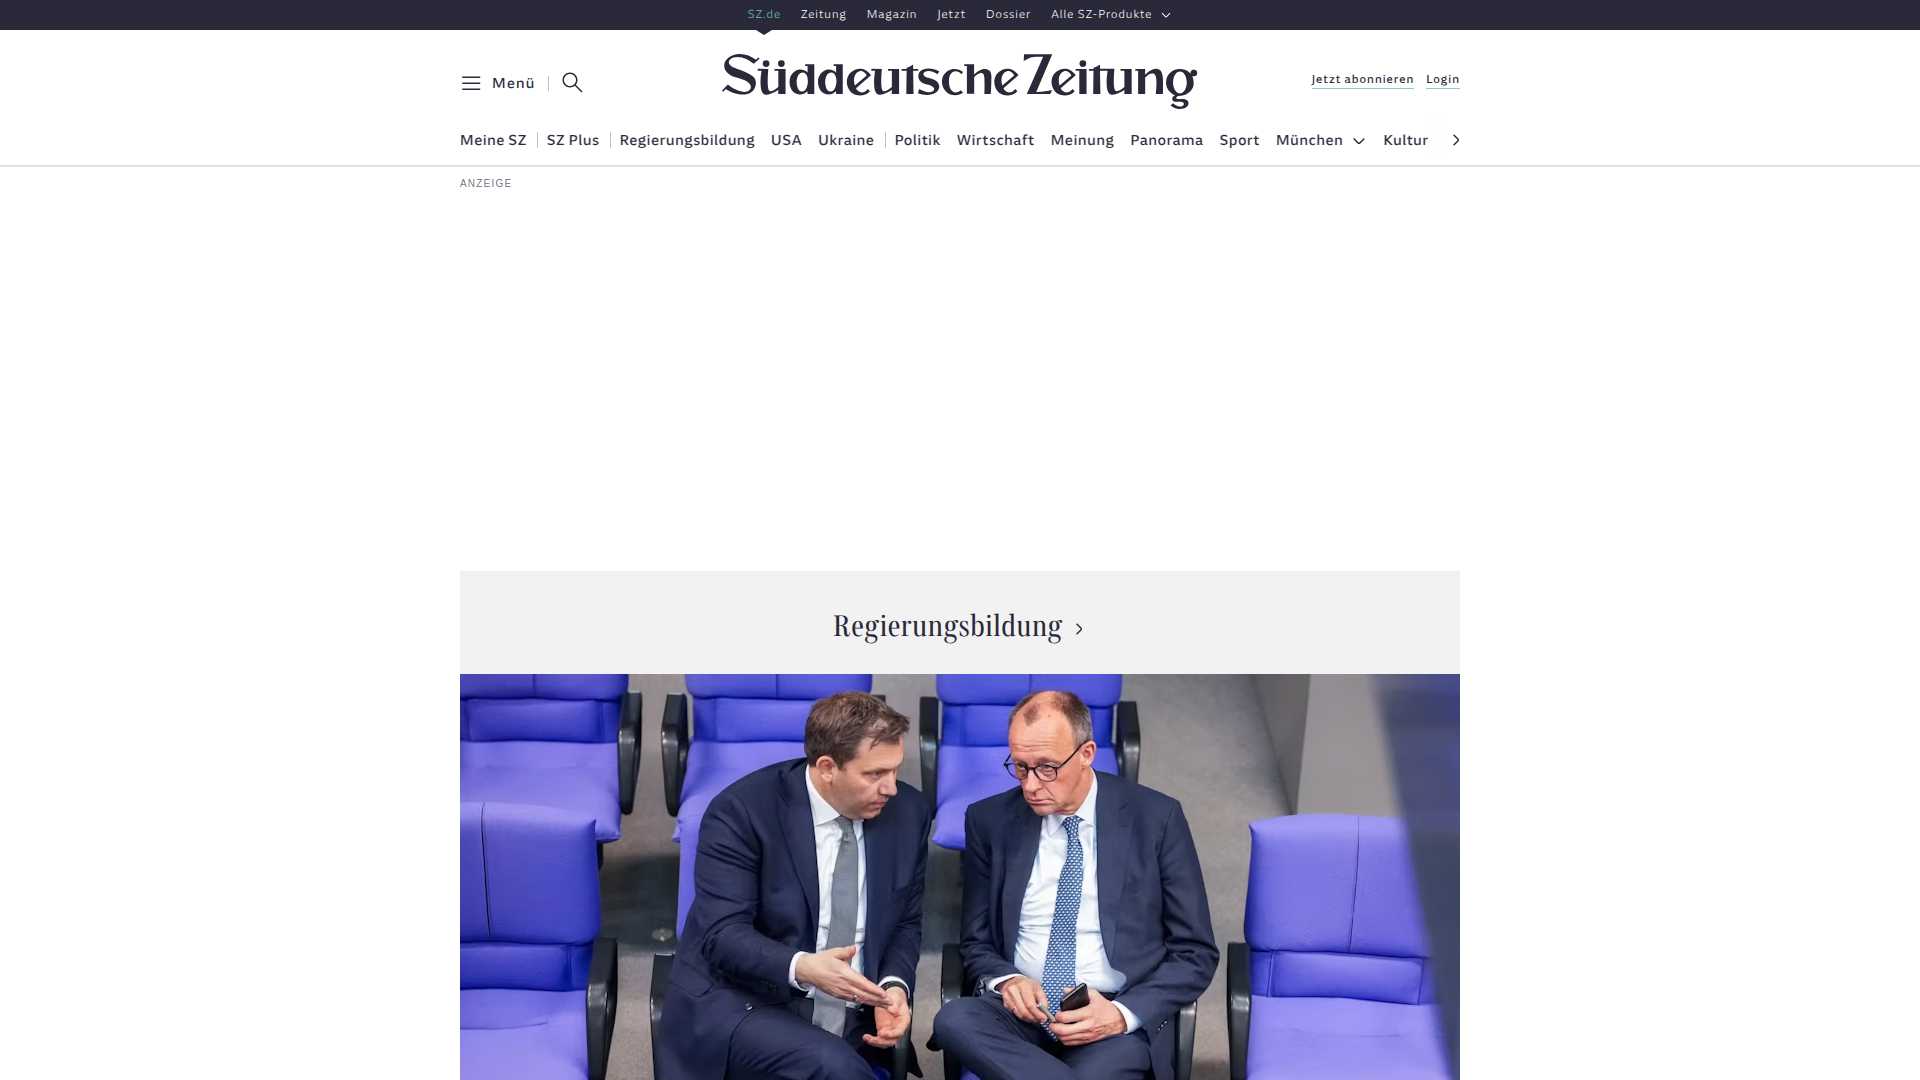 SZ.de Zeitung Magazin Jetzt Dossier Alle SZ-Produkte
Menü
Süddeutsche Zeitung
Jetzt abonnieren Login
Meine SZ SZ Plus Regierungsbildung USA Ukraine Politik Wirtschaft Meinung Panorama Sport München Kultur
ANZEIGE
Regierungsbildung